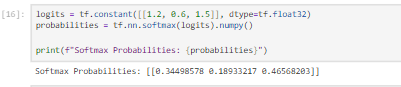 [16]: logits = tf.constant([[1.2, 0.6, 1.5]], dtype=tf.float32)
probabilities = tf.nn.softmax(logits).numpy()
print(f"Softmax Probabilities: {probabilities}")
Softmax Probabilities: [[0.34498578 0.18933217 0.46568203]]